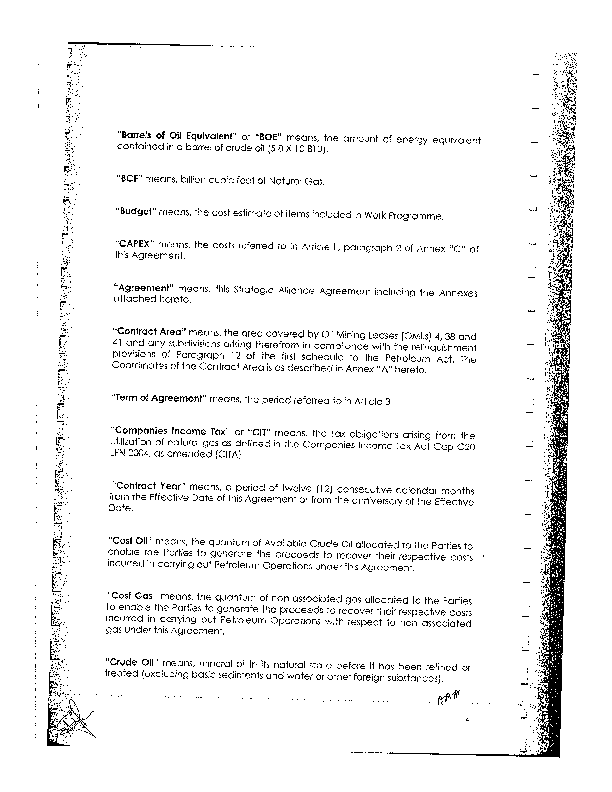 "Barrels of Oil Equivalent" or "BOE" means, the amount of energy equivalent
contained in a barrel of crude oil (5.8 X 10 BTU).
"BCF" means, billion cubic feet of Natural Gas.
"Budget" means, the cost estimate of items included in Work Programme.
"CAPEX" means, the costs referred to in Article II, paragraph 2 of Annex "C" of
this Agreement.
"Agreement" means, this Strategic Alliance Agreement including the Annexes
attached hereto.
"Contract Area" means, the area covered by Oil Mining Leases (OMLs) 4, 38 and
41 and any subdivisions arising therefrom in compliance with the relinquishment
provisions of Paragraph 12 of the first schedule to the Petroleum Act. The
Coordinates of the Contract Area is as described in Annex "A" hereto.
"Term of Agreement" means, the period referred to in Article 3
"Companies Income Tax" or "CIT" means, the tax obligations arising from the
utilization of natural gas as defined in the Companies Income tax Act Cap C20
LFN 2004, as amended (CITA)
"Contract Year" means, a period of twelve (12) consecutive calendar months
from the Effective Date of this Agreement or from the anniversary of the Effective
Date.
"Cost Oil" means, the quantum of Available Crude Oil allocated to the Parties to
enable the Parties to generate the proceeds to recover their respective costs
incurred in carrying out Petroleum Operations under this Agreement.
"Cost Gas" means, the quantum of non associated gas allocated to the Parties
to enable the Parties to generate the proceeds to recover their respective costs
incurred in carrying out Petroleum Operations with respect to non associated
gas under this Agreement.
"Crude Oil" means, mineral oil in its natural state before it has been refined or
treated (excluding basic sediments and water or other foreign substances).